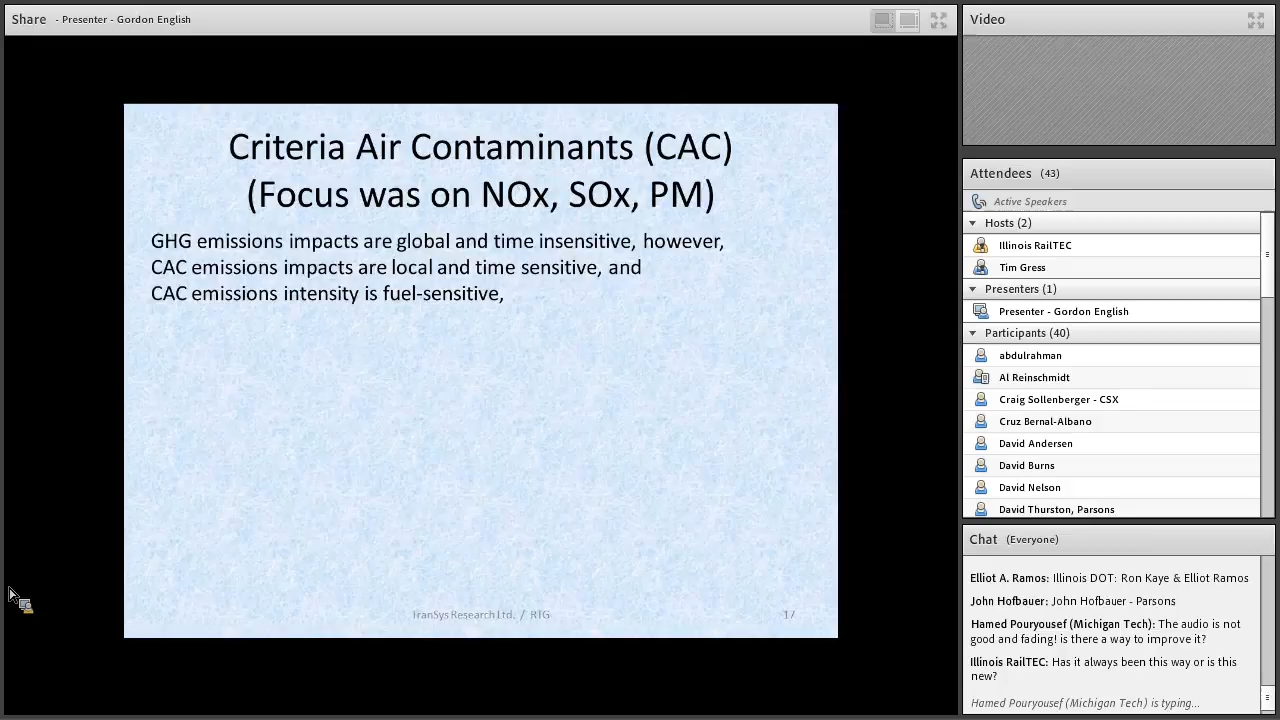 Share - Presenter - Gordon English
Criteria Air Contaminants (CAC)
(Focus was on NOx, SOx, PM)
GHG emissions impacts are global and time insensitive, however,
CAC emissions impacts are local and time sensitive, and
CAC emissions intensity is fuel-sensitive,
TranSys Research Ltd. / RTG
17
Video
Attendees (43)
Active Speakers
Hosts (2)
Illinois RailTEC
Tim Gress
Presenters (1)
Presenter - Gordon English
Participants (40)
abdulrahman
Al Reinschmidt
Craig Sollenberger - CSX
Cruz Bernal-Albano
David Andersen
David Burns
David Nelson
David Thurston, Parsons
Chat (Everyone)
Elliot A. Ramos: Illinois DOT: Ron Kaye & Elliot Ramos
John Hofbauer: John Hofbauer - Parsons
Hamed Pouryousef (Michigan Tech): The audio is not
good and fading! is there a way to improve it?
Illinois RailTEC: Has it always been this way or is this
new?
Hamed Pouryousef (Michigan Tech) is typing...